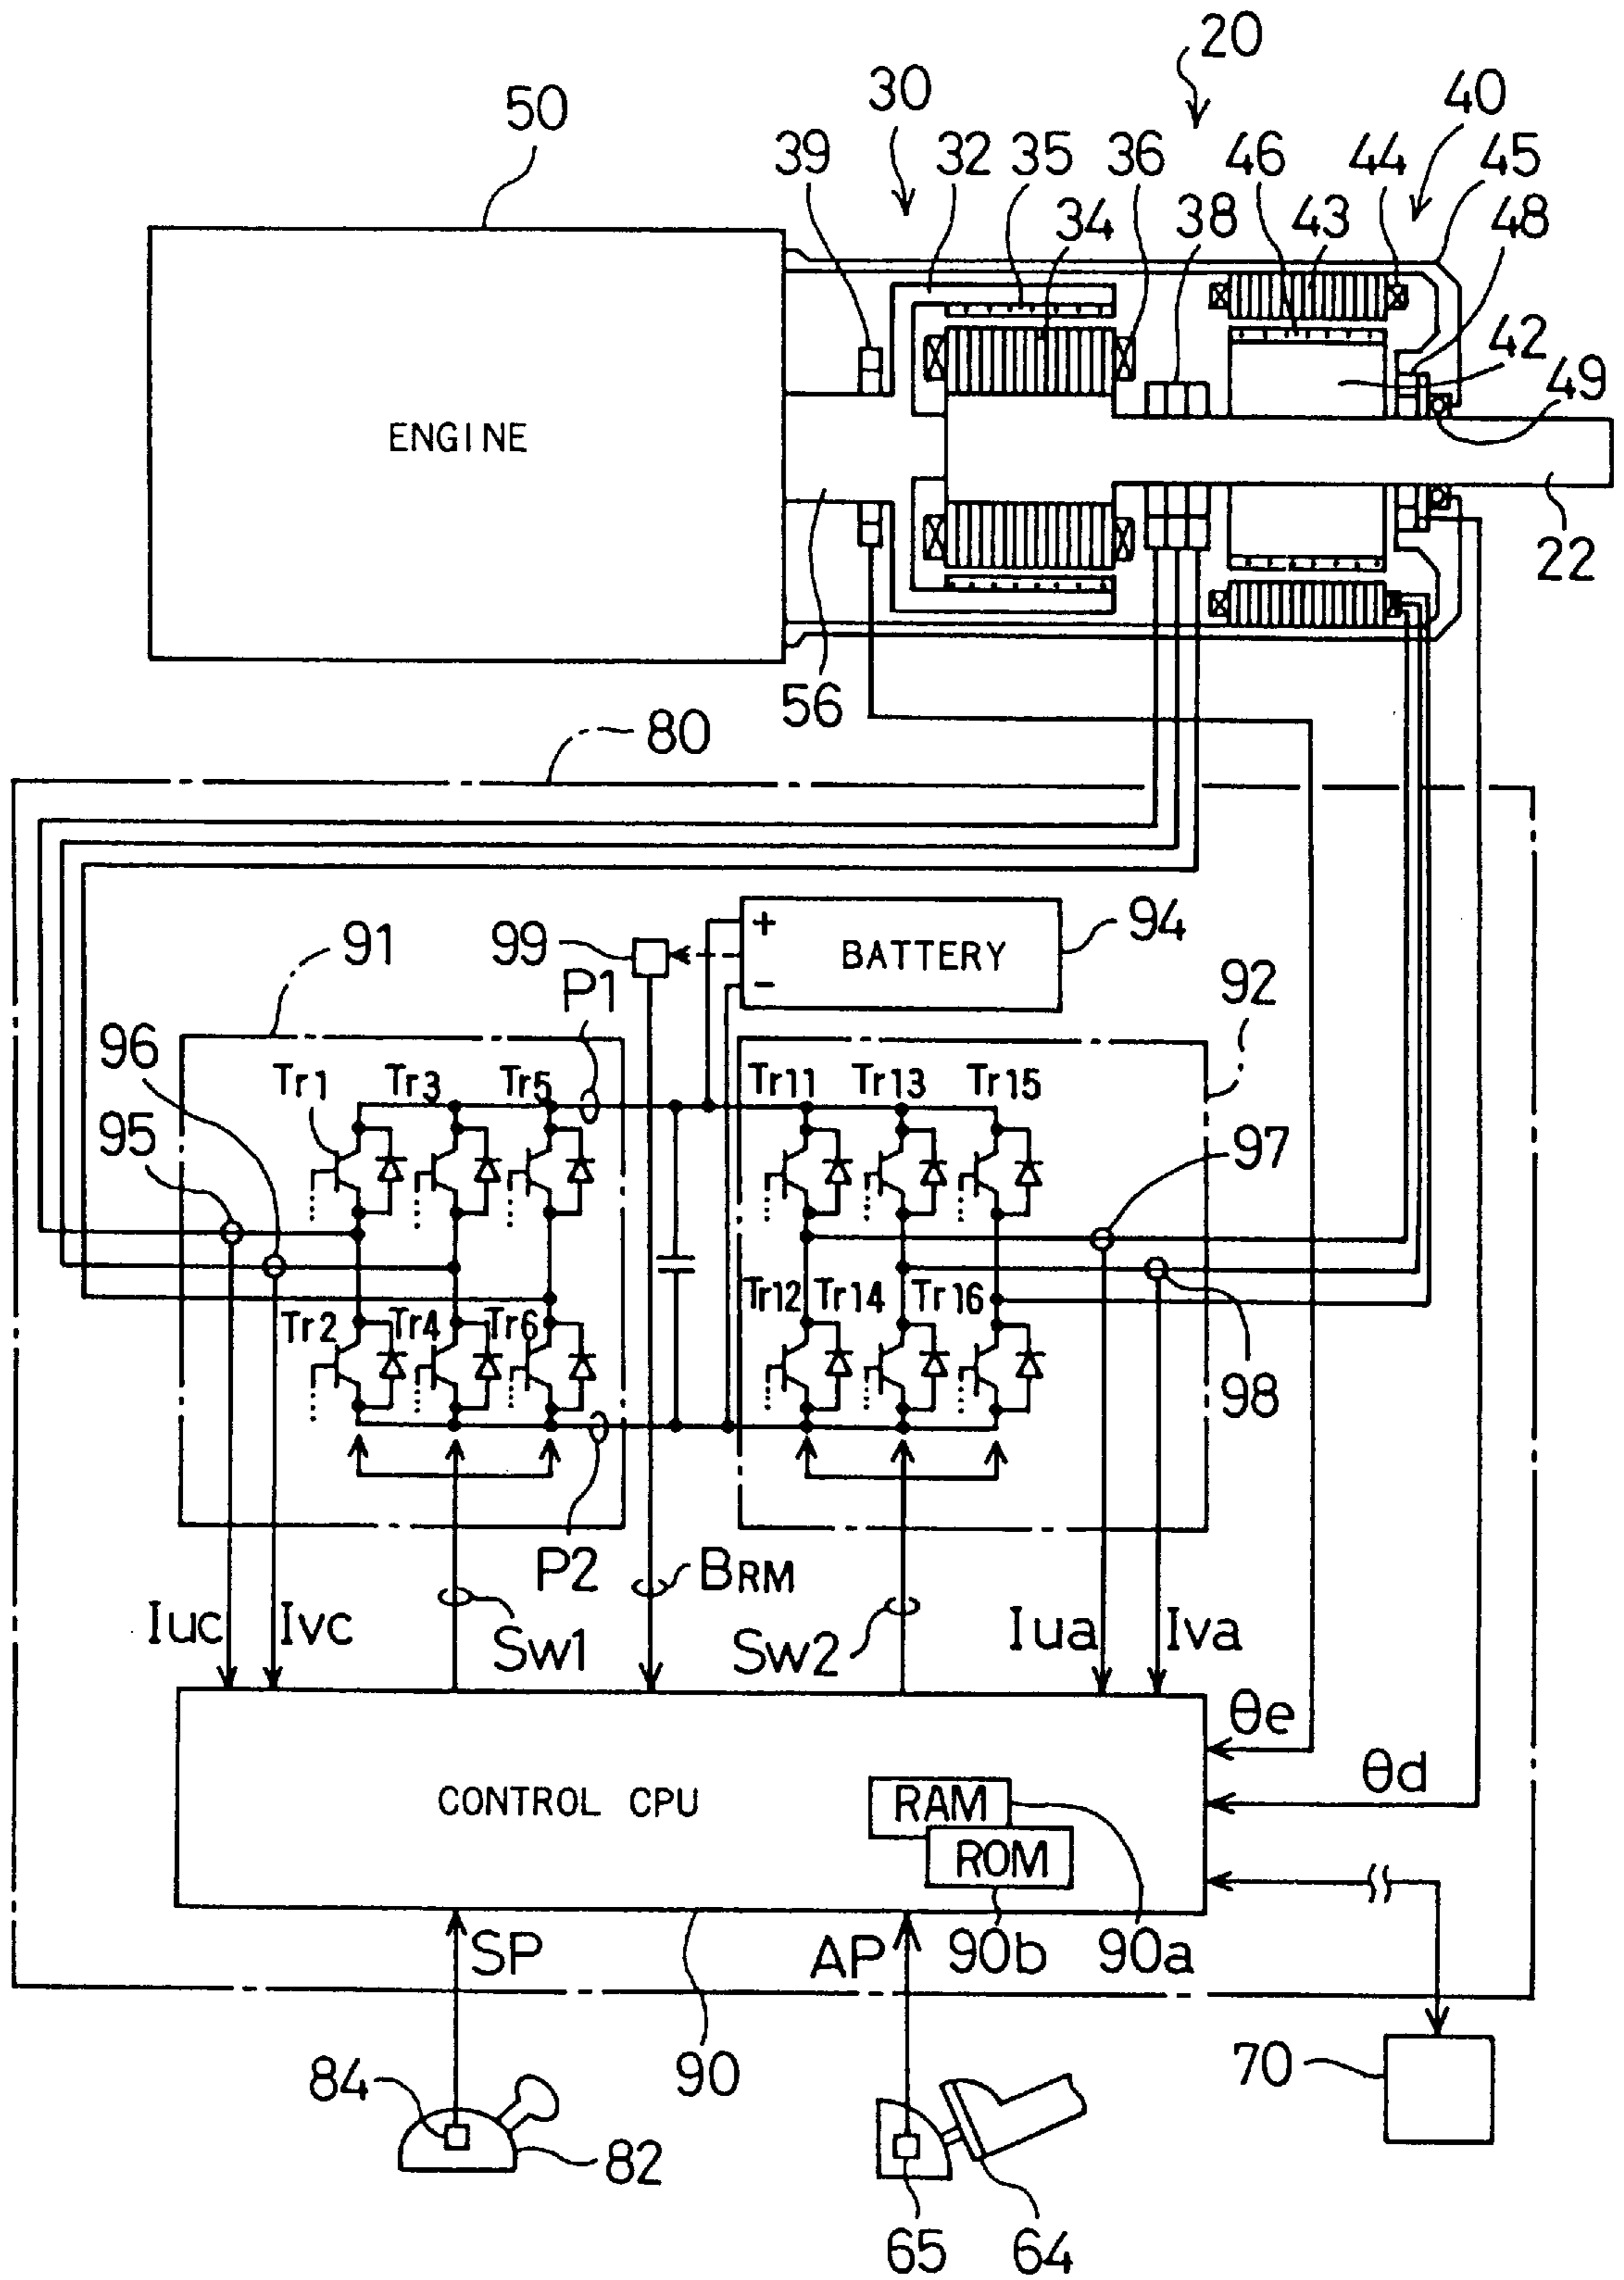 20
30
40
50
39
32
35
36
46
44
45
34
38
43
48
42
49
ENGINE
22
56
80
+
BATTERY
-
94
91
99
P1
92
96
Tr1
Tr3
Tr5
Tr11
Tr13
Tr15
95
97
Tr2
Tr4
Tr6
Tr12
Tr14
Tr16
98
P2
BRM
Iuc
Ivc
Sw1
Sw2
Iua
Iva
θe
θd
CONTROL CPU
RAM
ROM
SP
AP
90b
90a
90
70
84
82
65
64